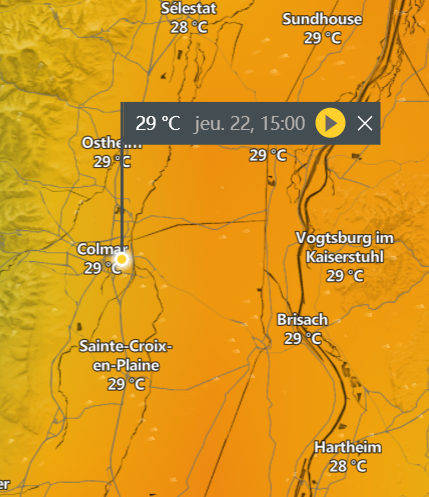 Sélestat
28 °C
Sundhouse
29 °C
29 °C jeu. 22, 15:00
29 °C
29 °C
Colmar
29 °C
Vogtsburg im
Kaiserstuhl
29 °C
Brisach
29 °C
Sainte-Croix-
en-Plaine
29 °C
Hartheim
28 °C